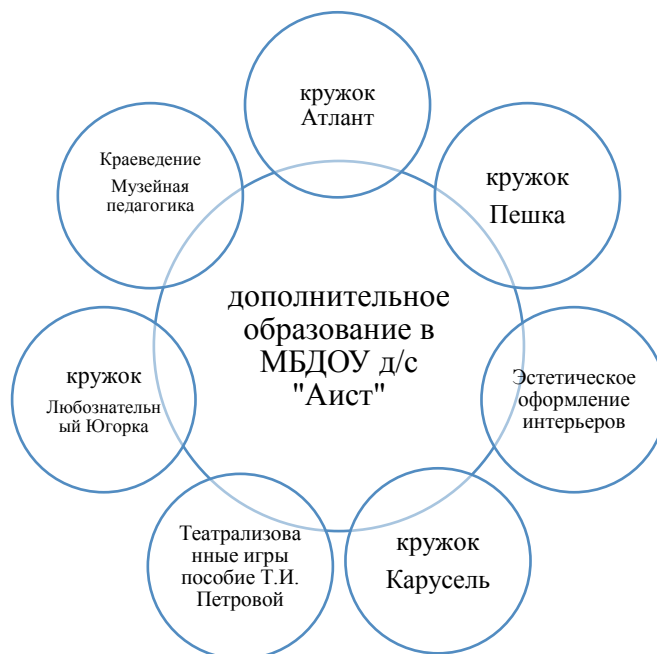 кружок
Атлант
кружок
Пешка
Эстетическое
оформление
интерьеров
кружок
Карусель
Театрализова
нные игры
пособие Т.И.
Петровой
кружок
Любознательн
ый Югорка
Краеведение
Музейная
педагогика
дополнительное
образование в
МБДОУ д/с
"Аист"